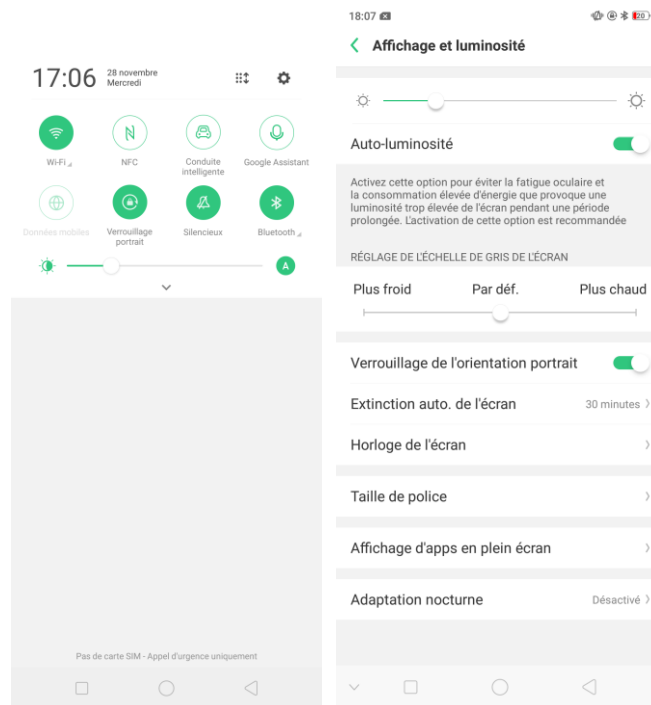 17:06
28 novembre
Mercredi
Wi-Fi
NFC
Conduite
intelligente
Google Assistant
Données mobiles
Verrouillage
portrait
Silencieux
Bluetooth
A
Pas de carte SIM - Appel d'urgence uniquement
18:07
20
Affichage et luminosité
Auto-luminosité
Activez cette option pour éviter la fatigue oculaire et
la consommation élevée d'énergie que provoque une
luminosité trop élevée de l'écran pendant une période
prolongée. L'activation de cette option est recommandée
RÉGLAGE DE L'ÉCHELLE DE GRIS DE L'ÉCRAN
Plus froid Par déf. Plus chaud
Verrouillage de l'orientation portrait
Extinction auto. de l'écran 30 minutes
Horloge de l'écran
Taille de police
Affichage d'apps en plein écran
Adaptation nocturne Désactivé